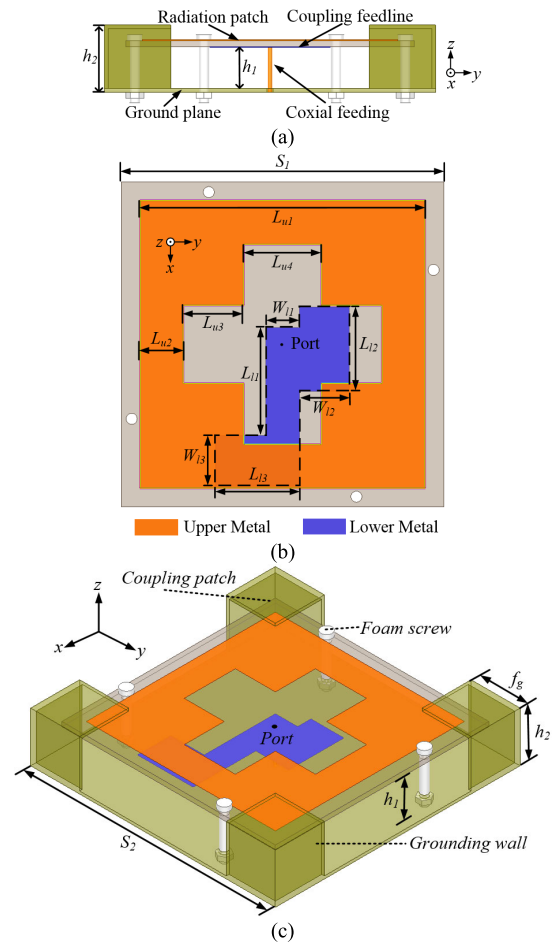 Radiation patch
Coupling feedline
h2
h1
z
x
y
Ground plane
Coxial feeding
(a)
S1
Lu1
z
y
x
Lu4
Wl1
Lu3
Port
Lu2
Ll2
Ll1
Wl2
Wl3
Ll3
Upper Metal
Lower Metal
(b)
Coupling patch
z
Foam screw
x
y
fg
h2
Port
h1
S2
Grounding wall
(c)